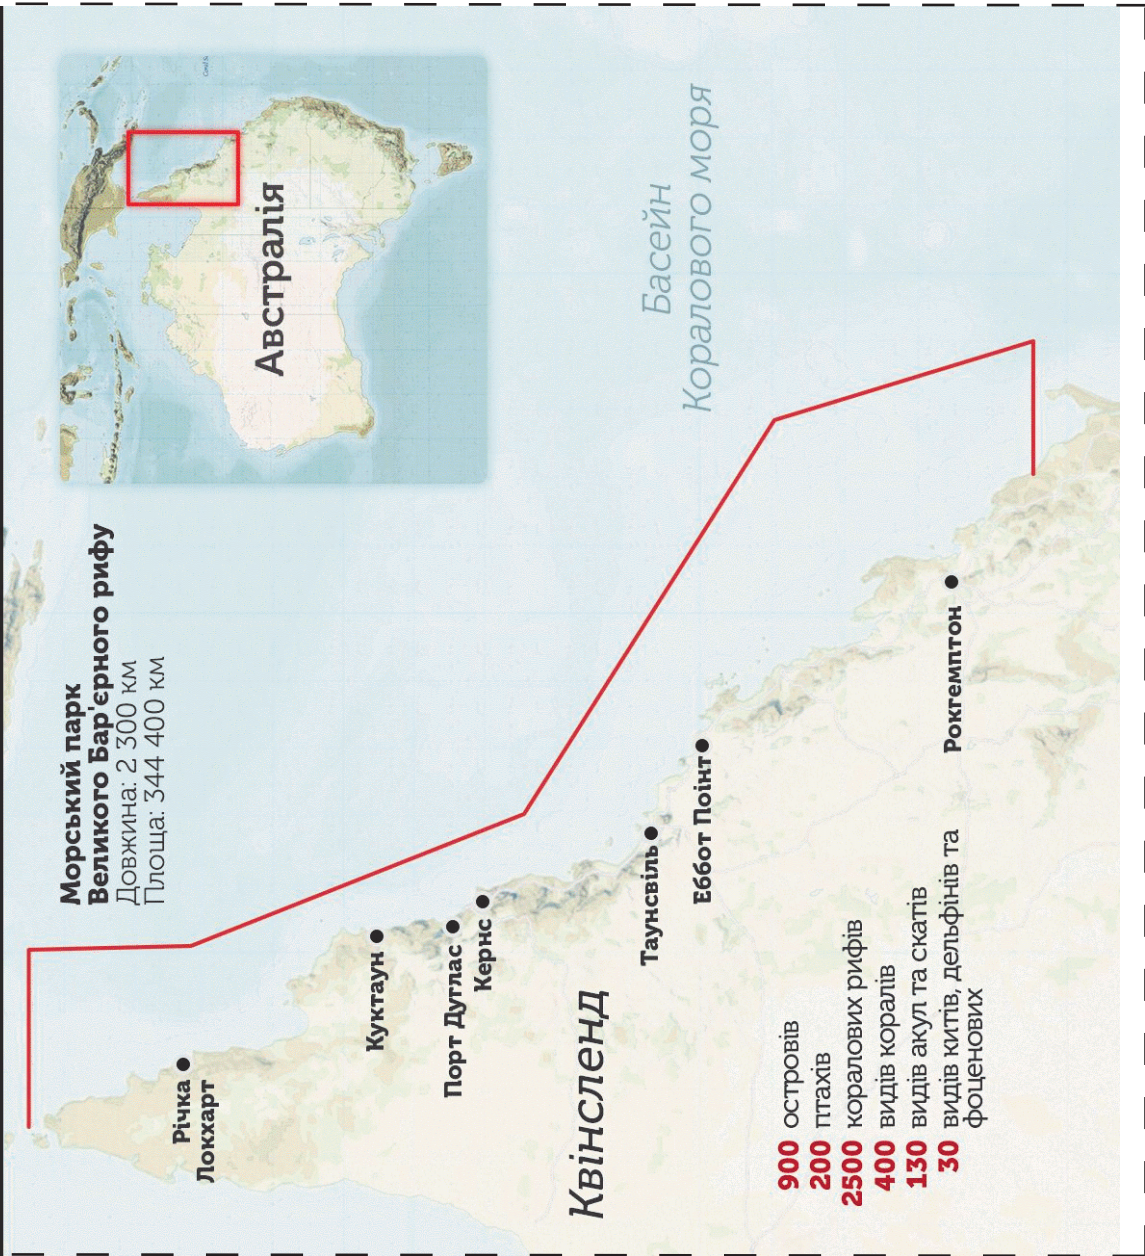 Морський парк
Великого Бар'єрного рифу
Довжина: 2 300 км
Площа: 344 400 км
Австралія
Басейн
Коралового моря
Річка
Локхарт
Куктаун
Порт Дуглас
Кернс
Таунсвіль
Еббот Поінт
Рокгемптон
Квінсленд
900 островів
200 птахів
2500 коралових рифів
400 видів коралів
130 видів акул та скатів
30 видів китів, дельфінів та
фоценових